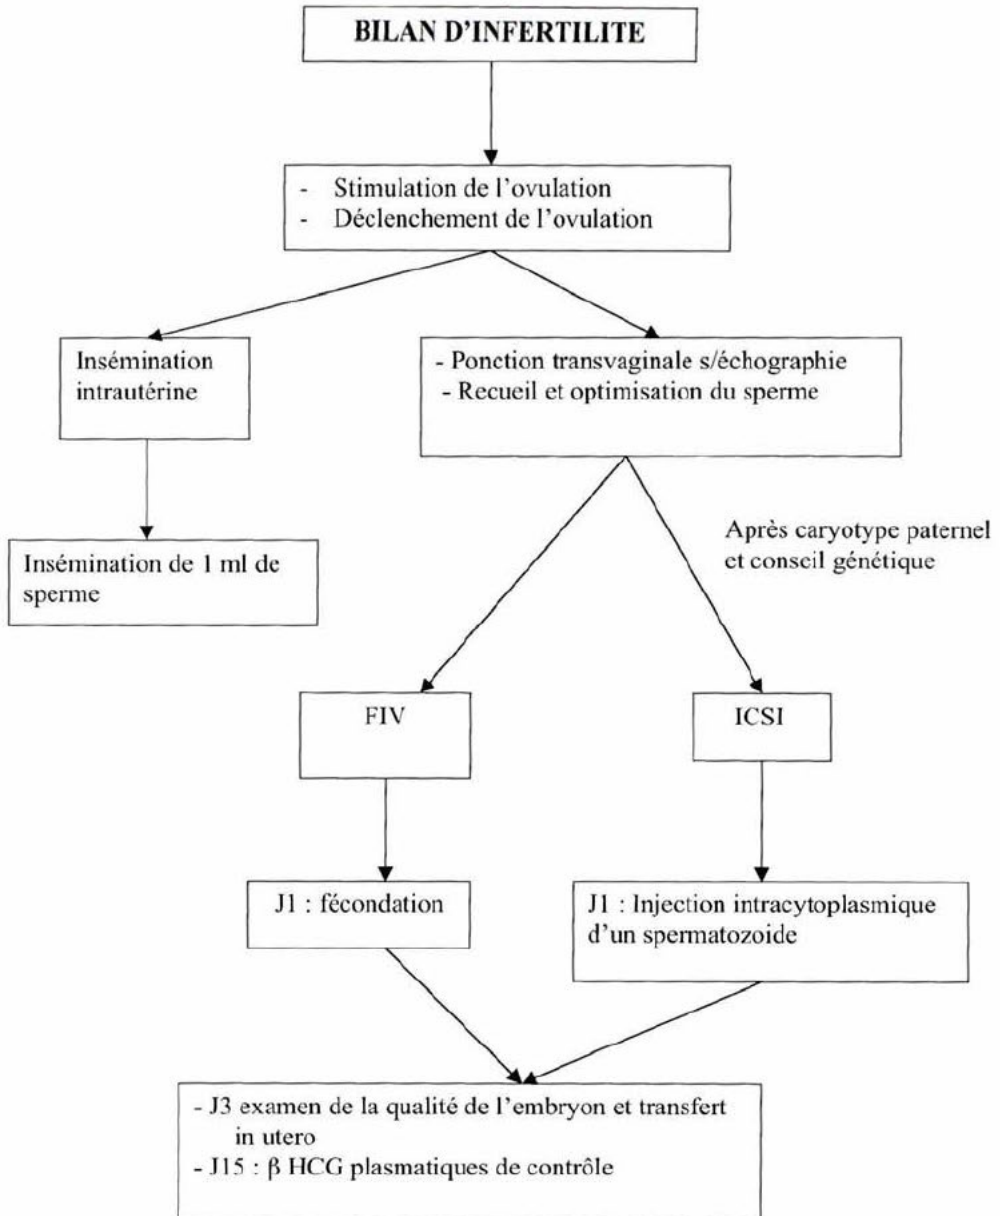 BILAN D'INFERTILITE
- Stimulation de l'ovulation
- Déclenchement de l'ovulation
Insémination
intrautérine
- Ponction transvaginale s/échographie
- Recueil et optimisation du sperme
Insémination de 1 ml de
sperme
Après caryotype paternel
et conseil génétique
FIV
ICSI
J1 : fécondation
J1 : Injection intracytoplasmique
d'un spermatozoide
- J3 examen de la qualité de l'embryon et transfert
in utero
- J15 : β HCG plasmatiques de contrôle